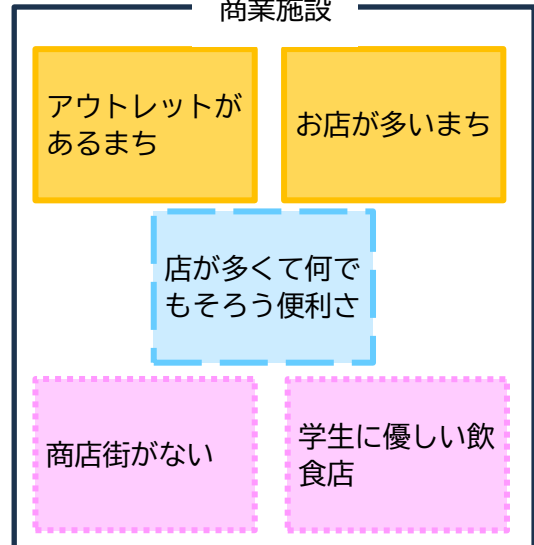 商業施設
アウトレットが
あるまち
お店が多いまち
店が多くて何で
もそろう便利さ
商店街がない
学生に優しい飲
食店